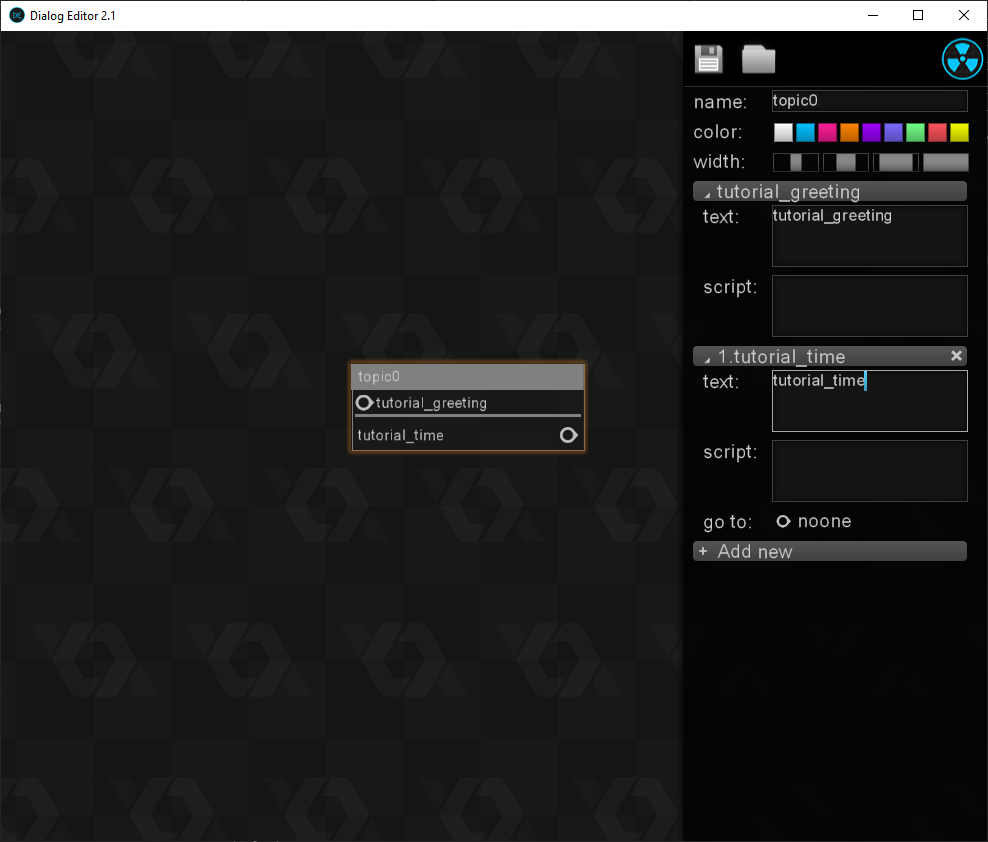 DE Dialog Editor 2.1
name: topic0
color:
width:
tutorial_greeting
text: tutorial_greeting
script:
1.tutorial_time
text: tutorial_time
script:
go to: noone
+ Add new
topic0
tutorial_greeting
tutorial_time